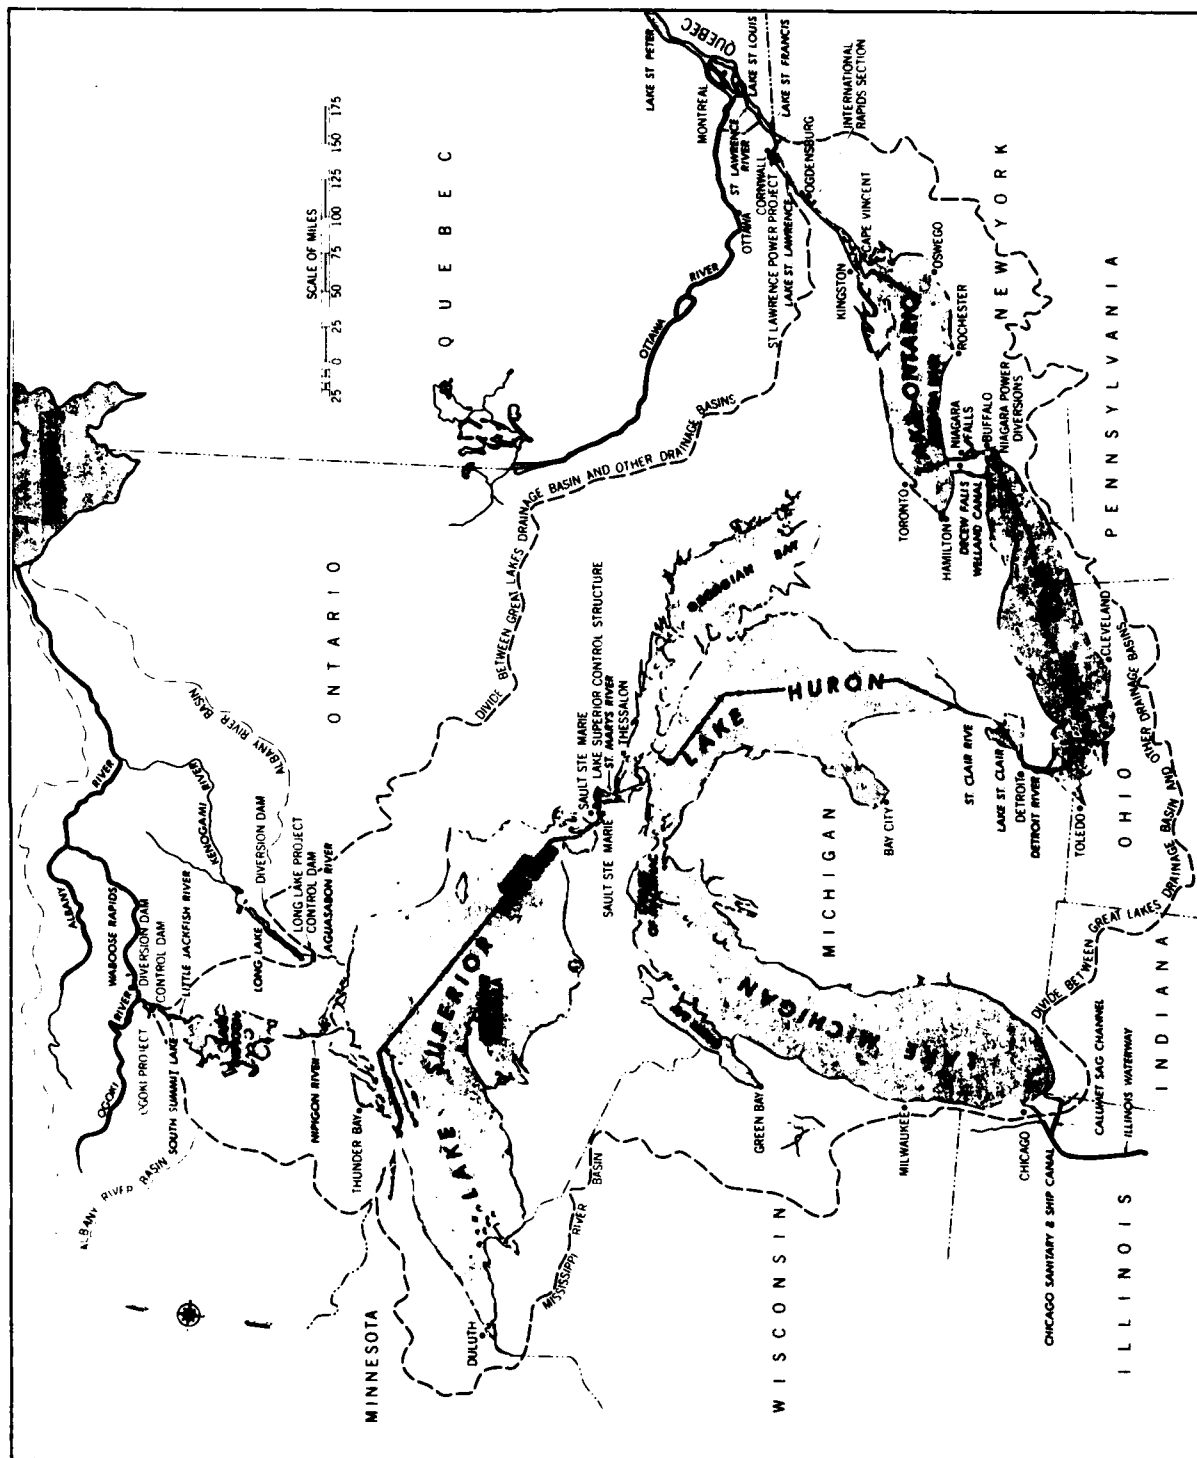 SCALE OF MILES
25 0 25 50 75 100 125 150 175
QUEBEC
ONTARIO
QUEBEC
LAKE ST PETER
MONTREAL
LAKE ST LOUIS
LAKE ST FRANCIS
ST LAWRENCE
RIVER
CORNWALL
ST LAWRENCE POWER PROJECT
LAKE ST LAWRENCE
OGDENSBURG
INTERNATIONAL
RAPIDS SECTION
OTTAWA
OTTAWA
RIVER
KINGSTON
CAPE VINCENT
OSWEGO
ROCHESTER
LAKE ONTARIO
NEW YORK
TORONTO
HAMILTON
NIAGARA
FALLS
BUFFALO
NIAGARA POWER
DIVERSIONS
DECEW FALLS
WELLAND CANAL
PENNSYLVANIA
CLEVELAND
DIVIDE BETWEEN GREAT LAKES DRAINAGE BASIN AND OTHER DRAINAGE BASINS
ALBANY RIVER BASIN
ALBANY
RIVER
ALBANY RIVER BASIN
KENOGAMI
RIVER
WABOOSE RAPIDS
DIVERSION DAM
CONTROL DAM
LITTLE JACKFISH RIVER
LONG LAKE
DIVERSION DAM
LONG LAKE PROJECT
CONTROL DAM
AGUASABON RIVER
OGOKI
RIVER
OGOKI PROJECT
SOUTH SUMMIT LAKE
ALBANY RIVER BASIN
NIPIGON RIVER
THUNDER BAY
LAKE SUPERIOR
MINNESOTA
DULUTH
SAULT STE MARIE
LAKE SUPERIOR CONTROL STRUCTURE
ST. MARYS RIVER
THESSALON
SAULT STE MARIE
GEORGIAN BAY
LAKE HURON
MICHIGAN
BAY CITY
ST. CLAIR RIVE
LAKE ST. CLAIR
DETROIT
DETROIT RIVER
TOLEDO
OHIO
MISSISSIPPI RIVER BASIN
GREEN BAY
LAKE MICHIGAN
MILWAUKEE
WISCONSIN
CHICAGO
CHICAGO SANITARY & SHIP CANAL
CALUMET SAG CHANNEL
ILLINOIS WATERWAY
ILLINOIS
INDIANA
DIVIDE BETWEEN GREAT LAKES DRAINAGE BASIN AND OTHER DRAINAGE BASINS